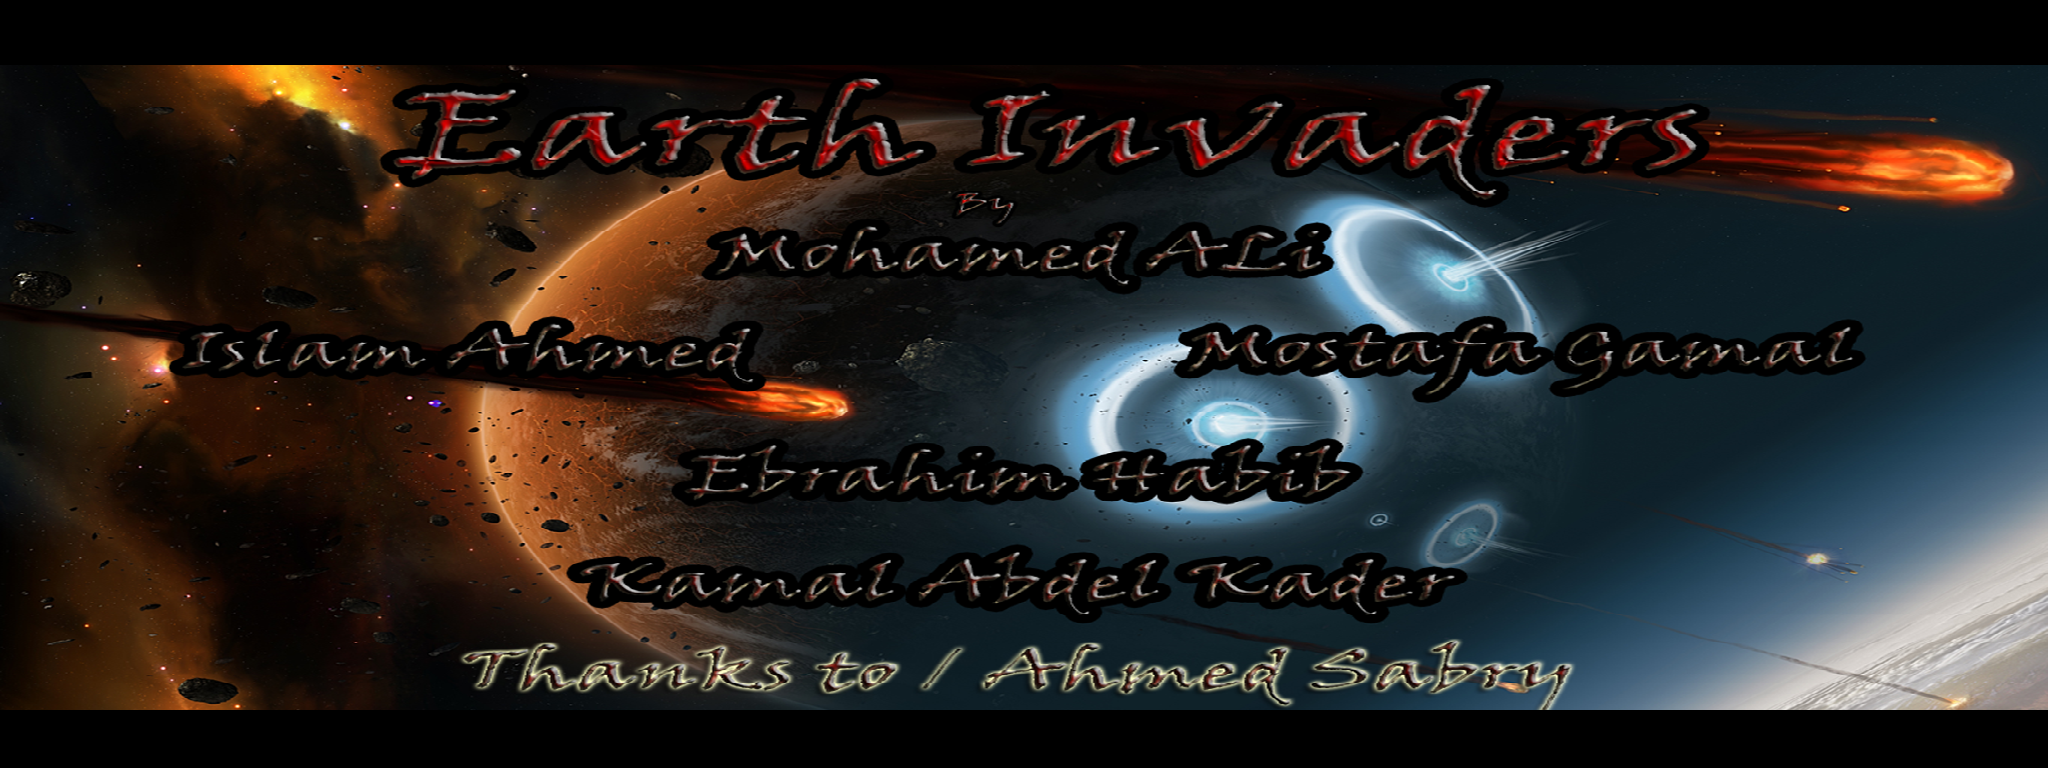 Earth Invaders
By
Mohamed ALi
Islam Ahmed
Mostafa Gamal
Ebrahim Habib
Kamal Abdel Kader
Thanks to / Ahmed Sabry